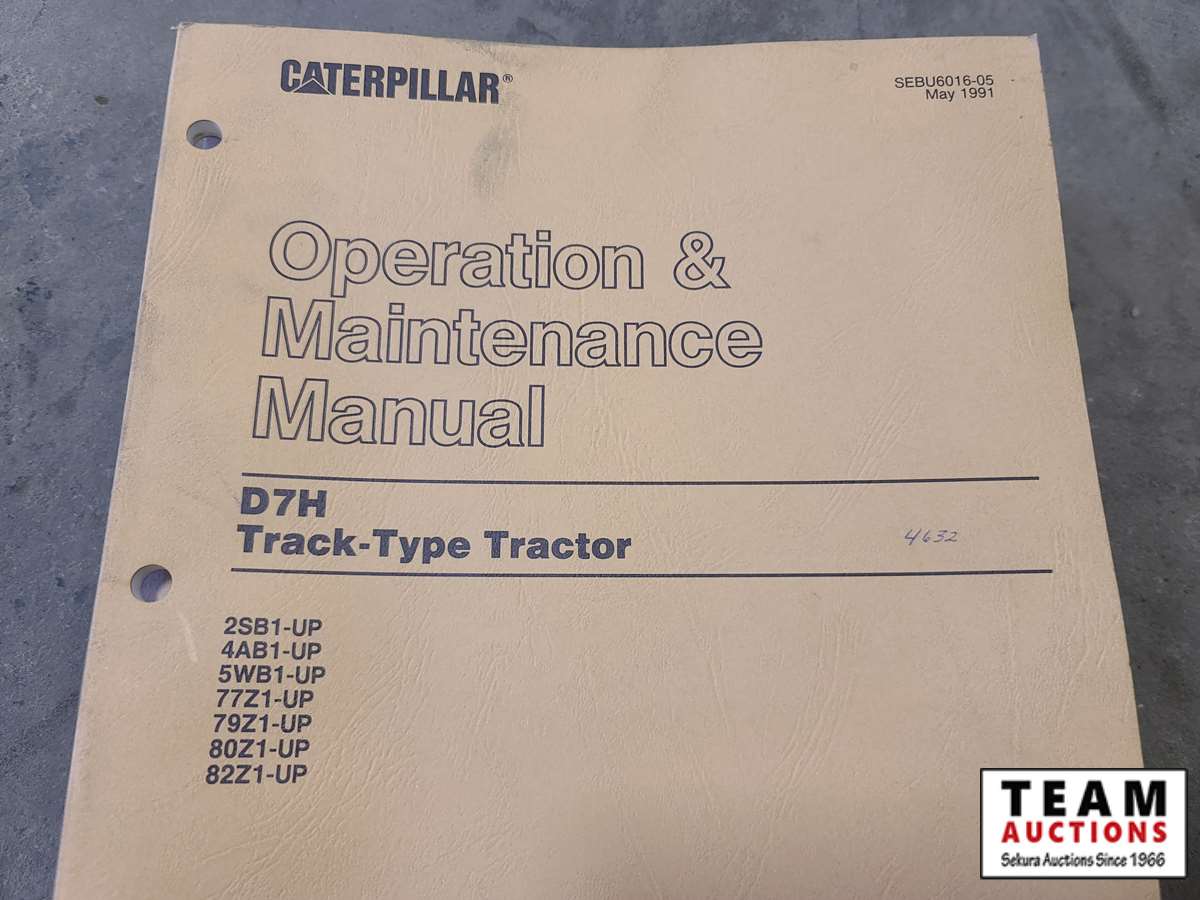 CATERPILLAR®
SEBU6016-05
May 1991
Operation &
Maintenance
Manual
D7H
Track-Type Tractor
4632
2SB1-UP
4AB1-UP
5WB1-UP
77Z1-UP
79Z1-UP
80Z1-UP
82Z1-UP
TEAM
AUCTIONS
Sekura Auctions Since 1966